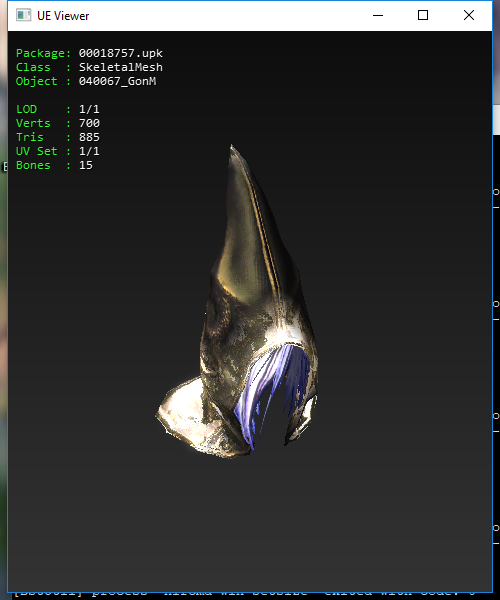 UE Viewer
Package: 00018757.upk
Class : SkeletalMesh
Object : 040067_GonM
LOD : 1/1
Verts : 700
Tris : 885
UV Set : 1/1
Bones : 15